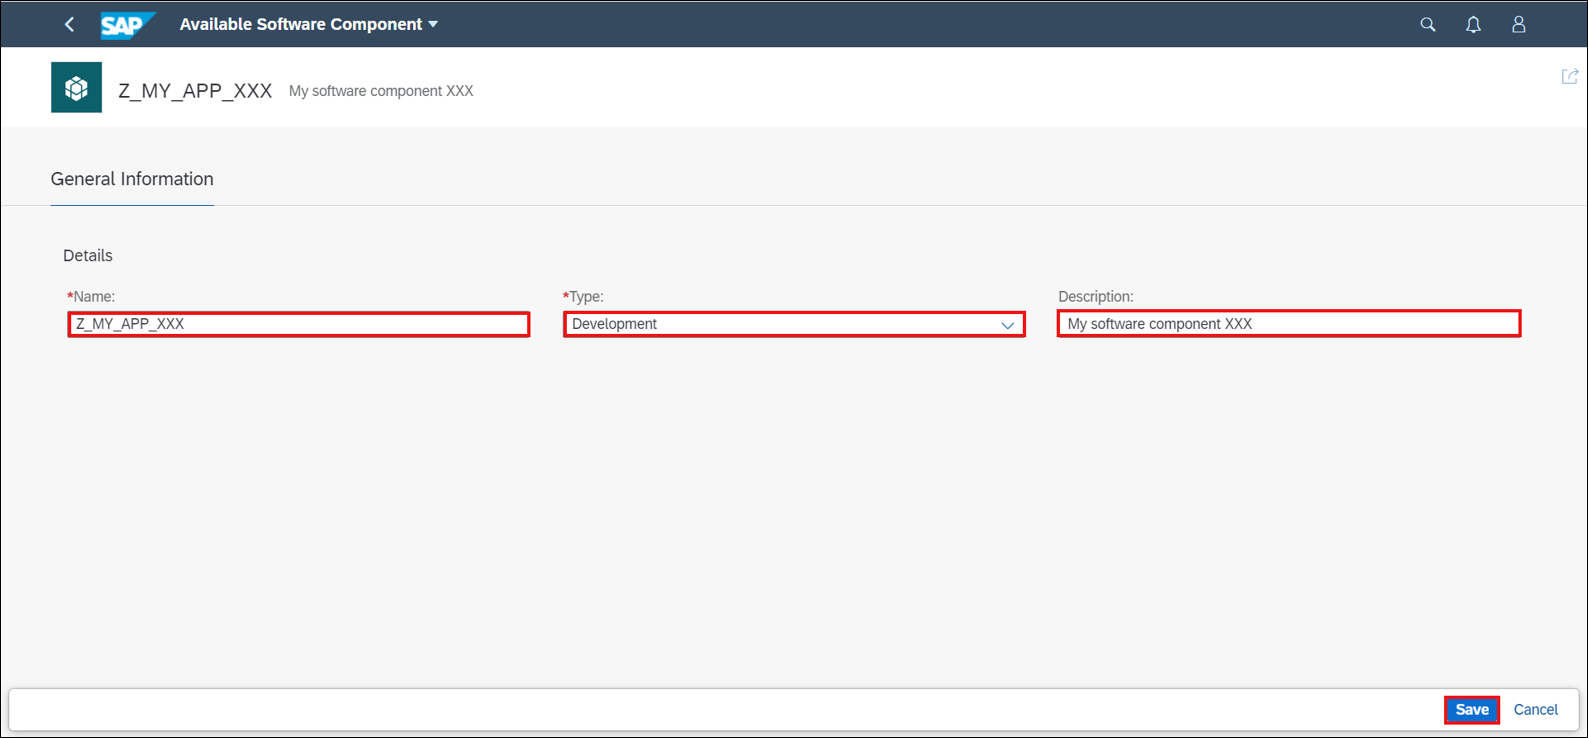 SAP Available Software Component
Z_MY_APP_XXX My software component XXX
General Information
Details
*Name: *Type: Description:
Z_MY_APP_XXX Development My software component XXX
Save Cancel